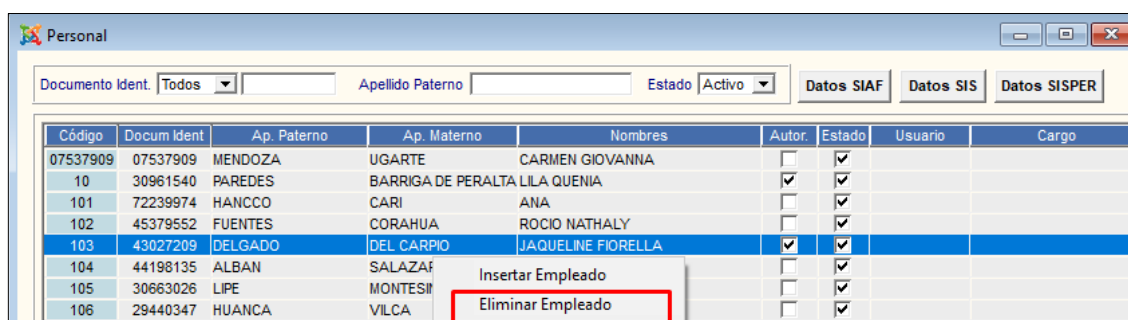 Personal
Documento Ident. Todos Apellido Paterno Estado Activo Datos SIAF Datos SIS Datos SISPER
Código Docum Ident Ap. Paterno Ap. Materno Nombres Autor. Estado Usuario Cargo
07537909 07537909 MENDOZA UGARTE CARMEN GIOVANNA
10 30961540 PAREDES BARRIGA DE PERALTA LILA QUENIA
101 72239974 HANCCO CARI ANA
102 45379552 FUENTES CORAHUA ROCIO NATHALY
103 43027209 DELGADO DEL CARPIO JAQUELINE FIORELLA
104 44198135 ALBAN
Insertar Empleado
105 30663026 LIPE
Eliminar Empleado
106 29440347 HUANCA VILCA